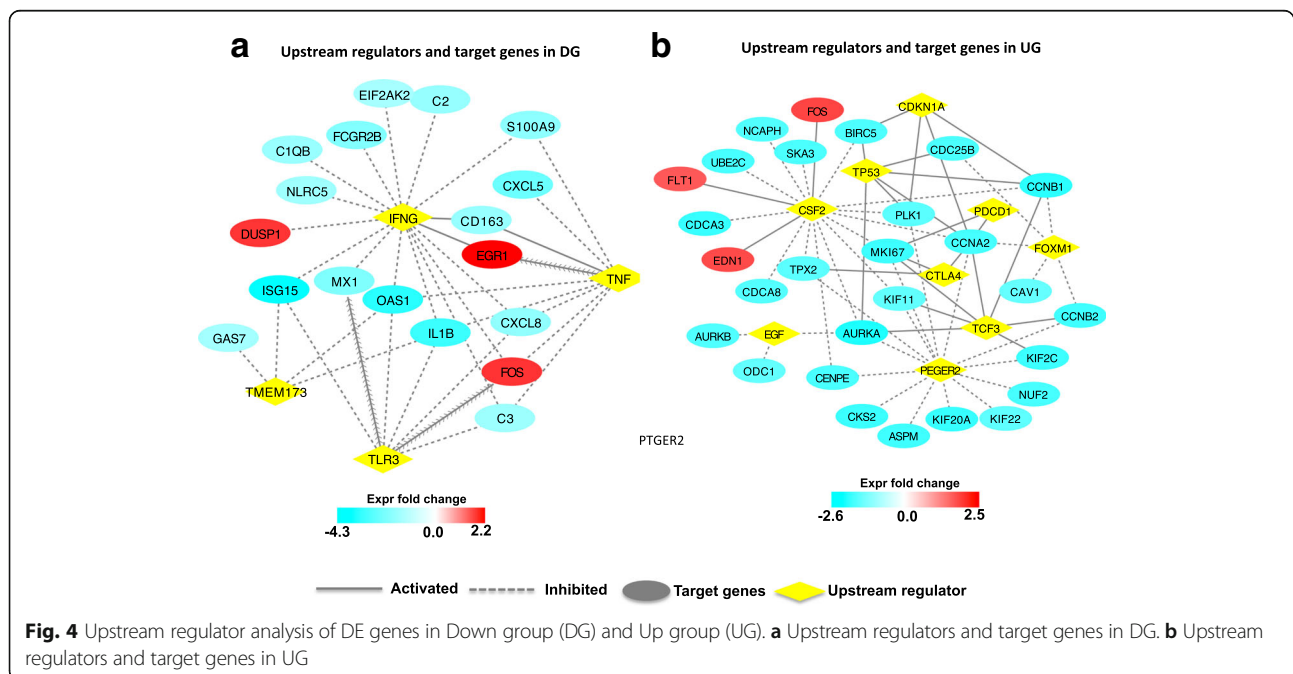 a
Upstream regulators and target genes in DG
EIF2AK2
C2
FCGR2B
S100A9
C1QB
CXCL5
NLRC5
IFNG
CD163
DUSP1
EGR1
TNF
MX1
ISG15
OAS1
CXCL8
IL1B
GAS7
FOS
TMEM173
C3
TLR3
Expr fold change
-4.3 0.0 2.2
b
Upstream regulators and target genes in UG
FOS
CDKN1A
NCAPH
BIRC5
SKA3
CDC25B
UBE2C
TP53
FLT1
CCNB1
CSF2
PLK1
PDCD1
CDCA3
CCNA2
FOXM1
MKI67
EDN1
TPX2
CTLA4
CDCA8
KIF11
CAV1
CCNB2
TCF3
AURKB
EGF
AURKA
KIF2C
ODC1
CENPE
PEGER2
NUF2
CKS2
KIF20A
KIF22
ASPM
PTGER2
Expr fold change
-2.6 0.0 2.5
Activated Inhibited Target genes Upstream regulator
Fig. 4 Upstream regulator analysis of DE genes in Down group (DG) and Up group (UG). a Upstream regulators and target genes in DG. b Upstream
regulators and target genes in UG